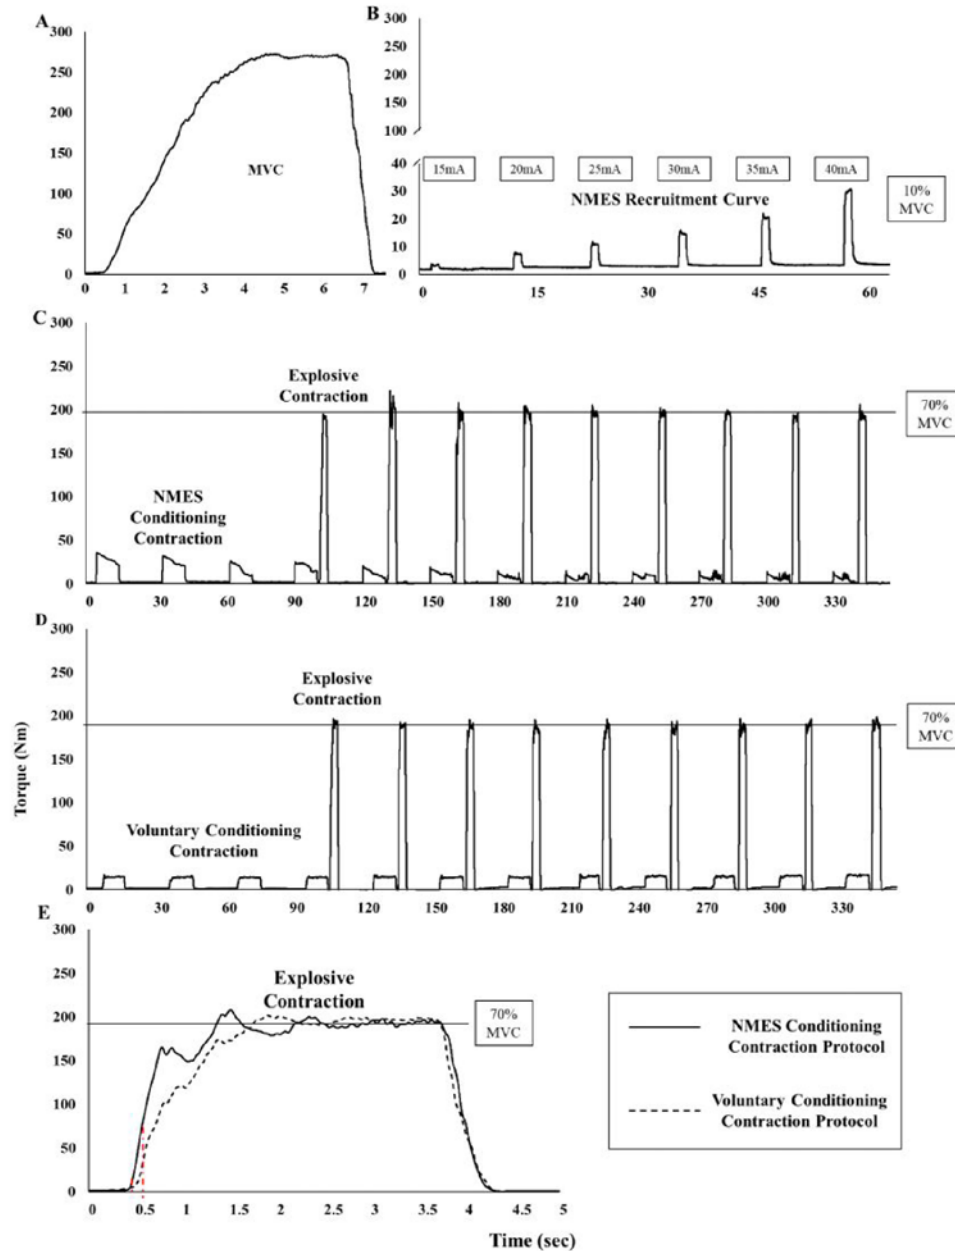 A
300
250
200
150
100
50
0
MVC
0 1 2 3 4 5 6 7
B
300
250
200
150
100
40
30
20
10
0
15mA 20mA 25mA 30mA 35mA 40mA
NMES Recruitment Curve
10%
MVC
0 15 30 45 60
C
300
250
200
150
100
50
0
Explosive
Contraction
NMES
Conditioning
Contraction
70%
MVC
0 30 60 90 120 150 180 210 240 270 300 330
D
300
250
200
150
100
50
0
Torque (Nm)
Explosive
Contraction
Voluntary Conditioning
Contraction
70%
MVC
0 30 60 90 120 150 180 210 240 270 300 330
E
300
250
200
150
100
50
0
Explosive
Contraction
70%
MVC
0 0.5 1 1.5 2 2.5 3 3.5 4 4.5 5
Time (sec)
NMES Conditioning
Contraction Protocol
Voluntary Conditioning
Contraction Protocol